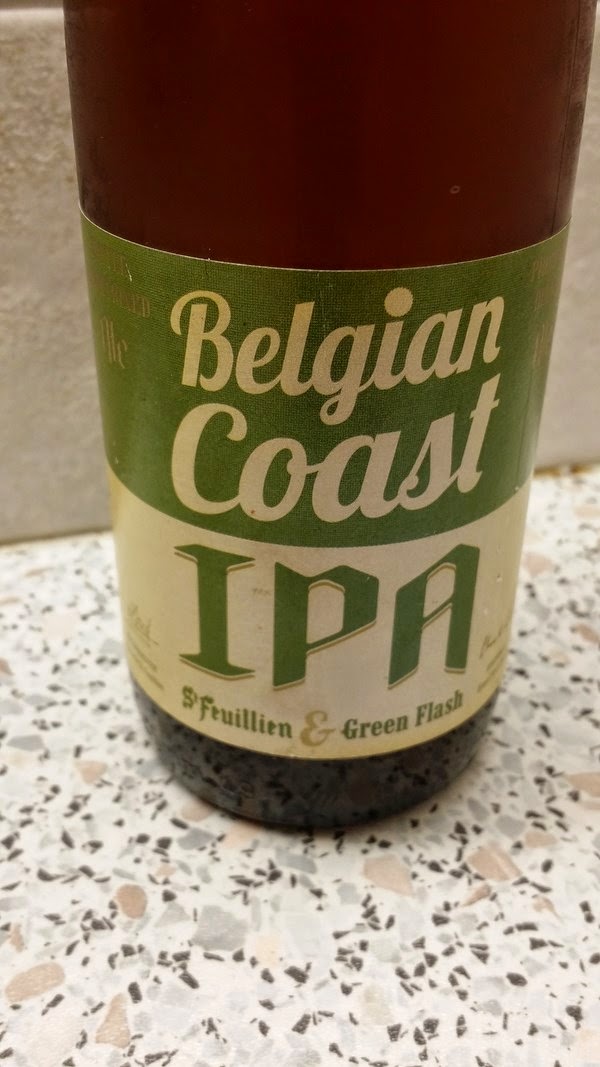 Belgian
Coast
IPA
St Feuillien & Green Flash